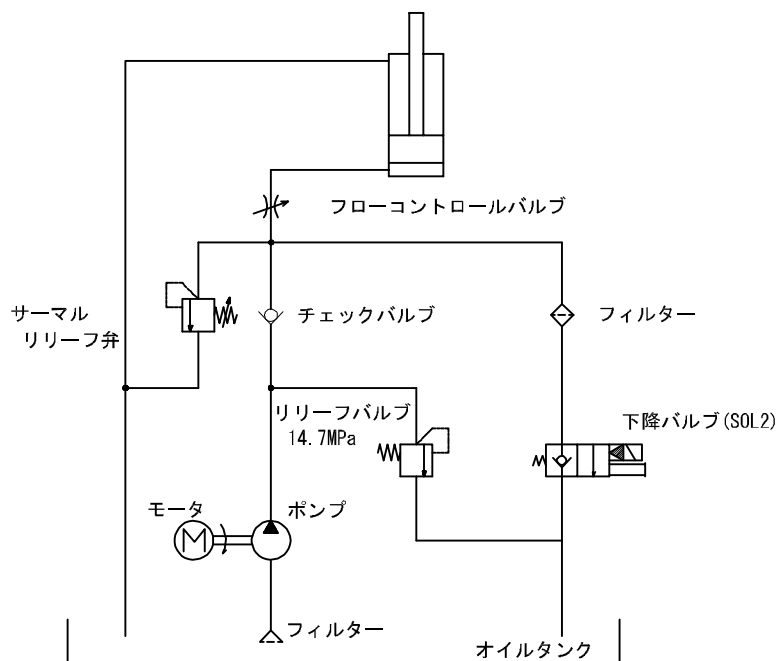 フローコントロールバルブ
サーマル
リリーフ弁
チェックバルブ
フィルター
リリーフバルブ
14.7MPa
下降バルブ(SOL2)
モータ
ポンプ
M
フィルター
オイルタンク